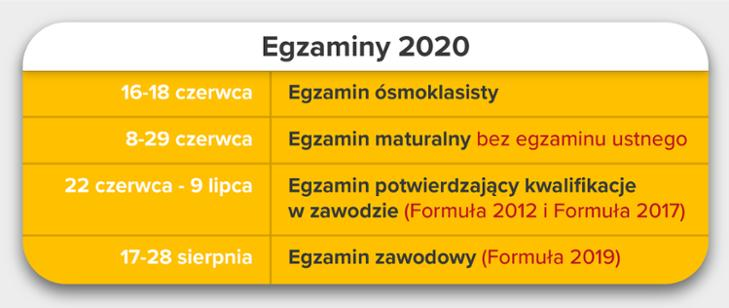 Egzaminy 2020
16-18 czerwca Egzamin ósmoklasisty
8-29 czerwca Egzamin maturalny bez egzaminu ustnego
22 czerwca - 9 lipca Egzamin potwierdzający kwalifikacje
w zawodzie (Formuła 2012 i Formuła 2017)
17-28 sierpnia Egzamin zawodowy (Formuła 2019)